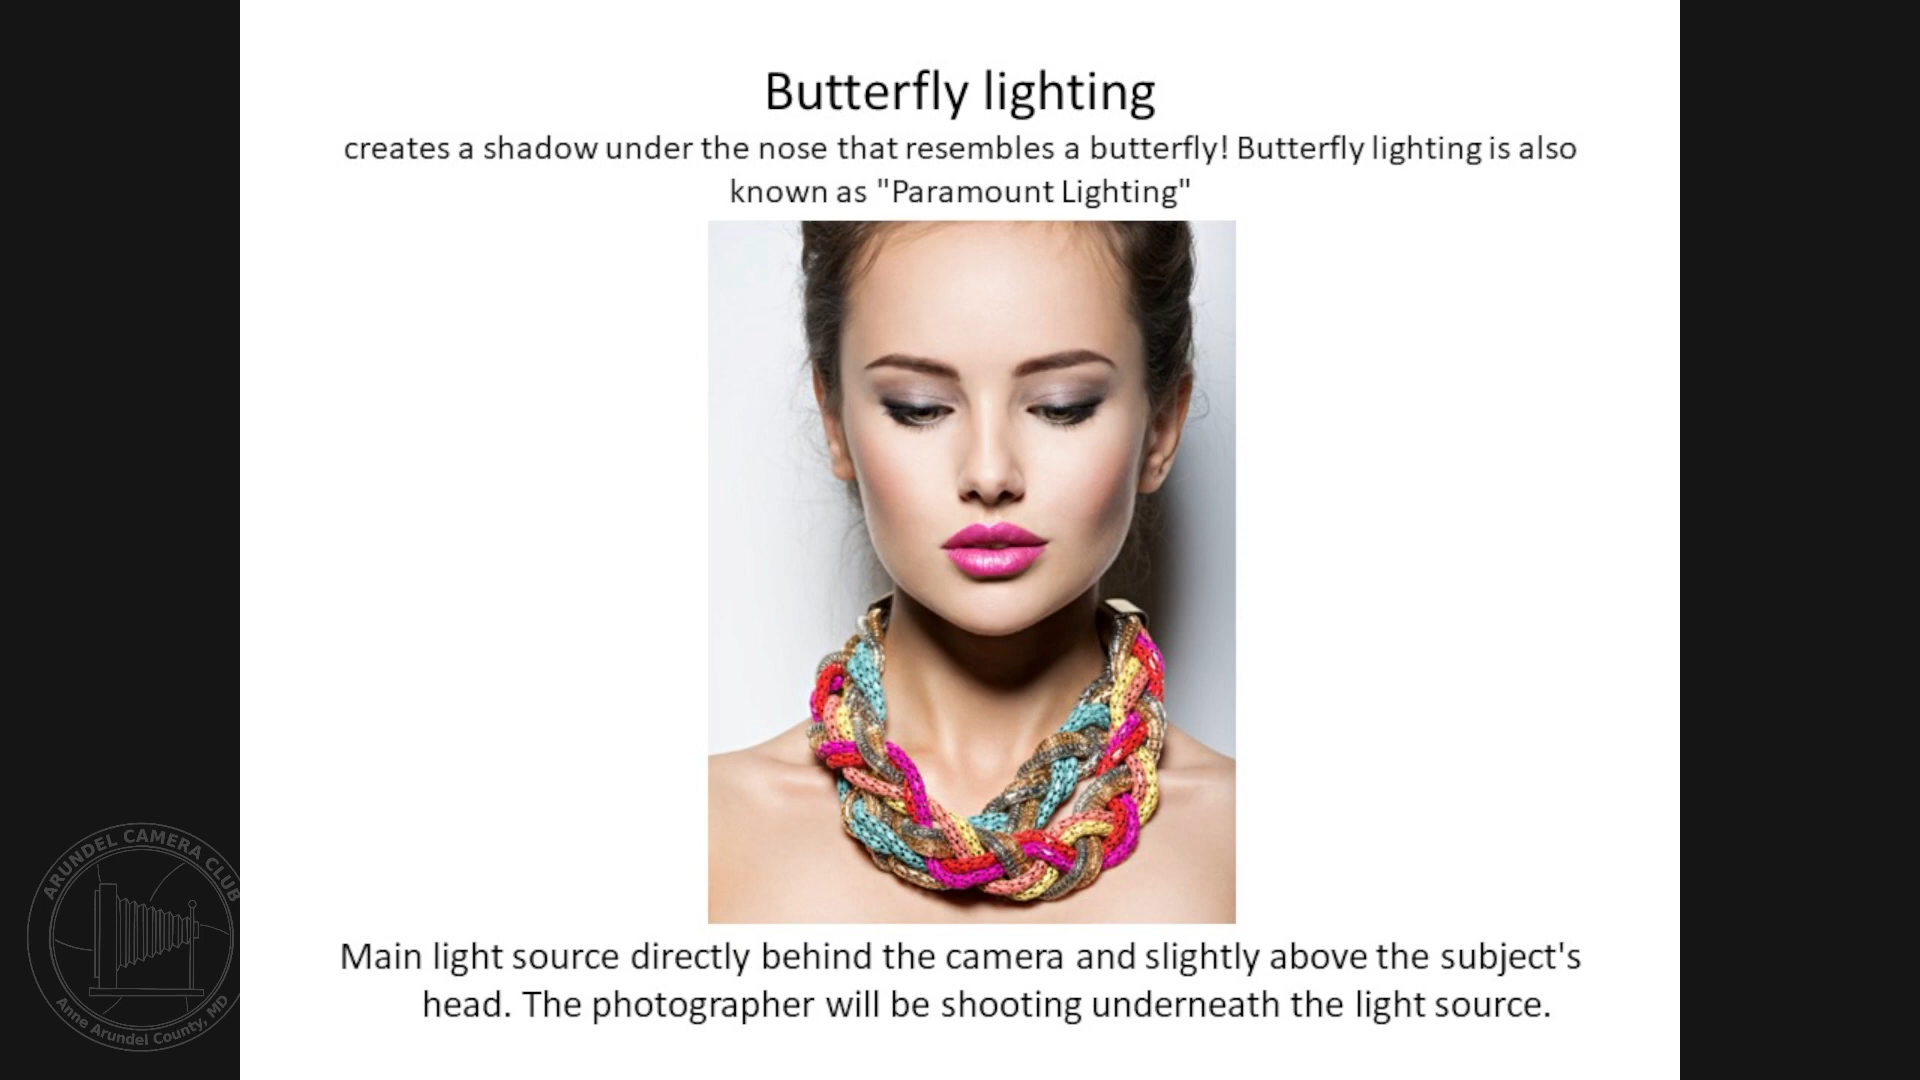 Butterfly lighting
creates a shadow under the nose that resembles a butterfly! Butterfly lighting is also
known as "Paramount Lighting"
Main light source directly behind the camera and slightly above the subject's
head. The photographer will be shooting underneath the light source.
ARUNDEL CAMERA CLUB
Anne Arundel County, MD